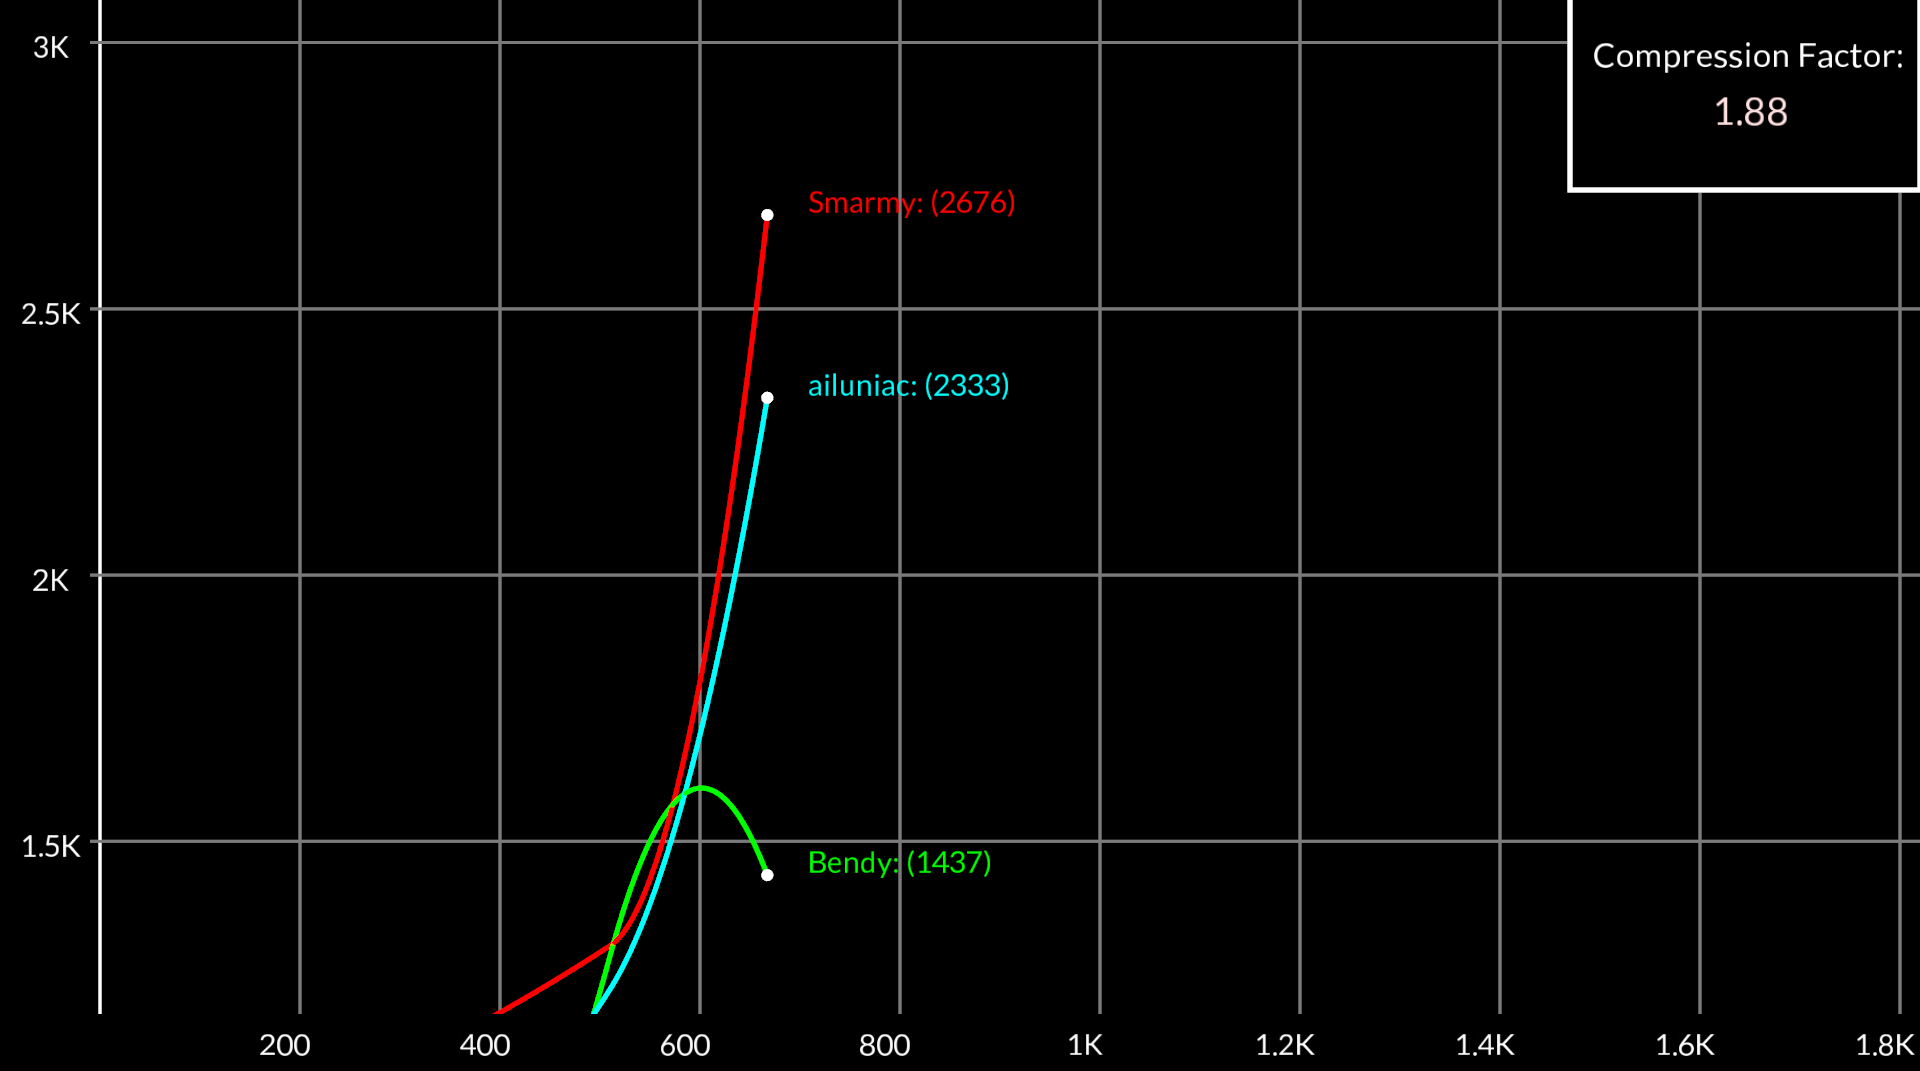 3K
Compression Factor:
1.88
Smarmy: (2676)
2.5K
ailuniac: (2333)
2K
1.5K
Bendy: (1437)
200 400 600 800 1K 1.2K 1.4K 1.6K 1.8K